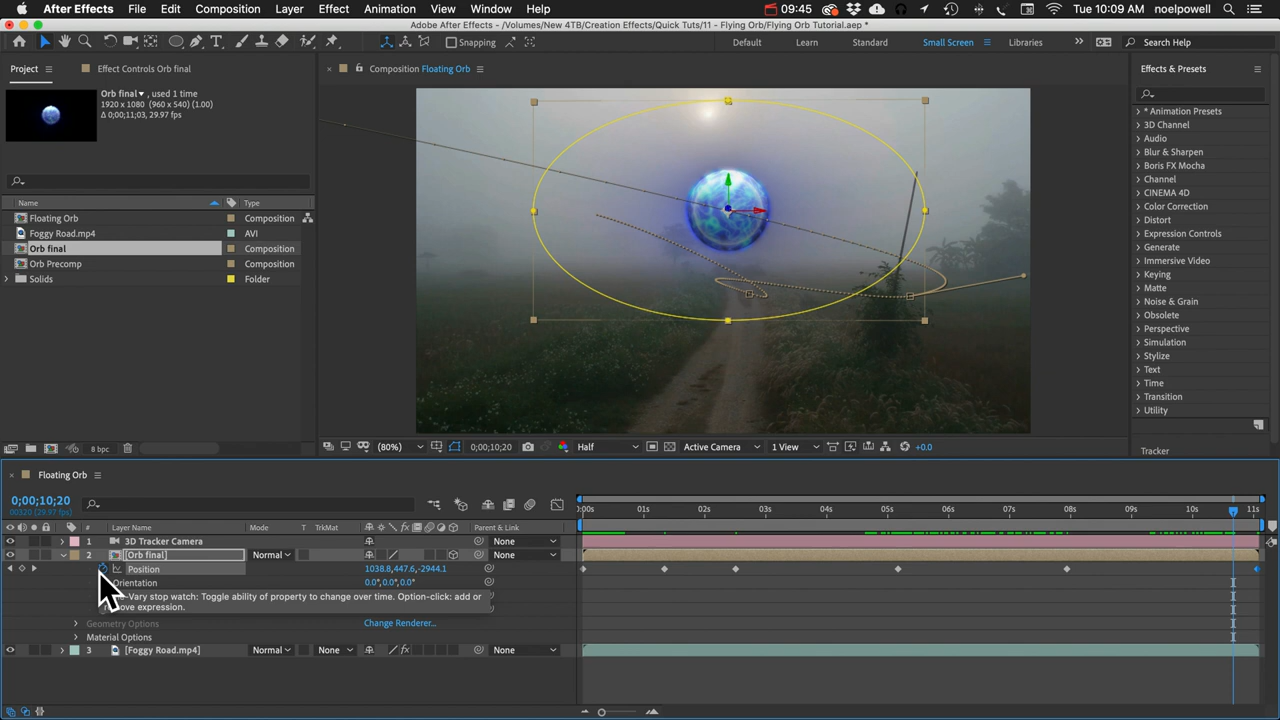 After Effects File Edit Composition Layer Effect Animation View Window Help 09:45 Tue 10:09 AM noelpowell
Adobe After Effects - /Volumes/New 4TB/Creation Effects/Quick Tuts/11 - Flying Orb Tutorial/Flying Orb Tutorial.aep *
Snapping Default Learn Standard Small Screen Libraries Search Help
Project Effect Controls Orb final
Composition Floating Orb
Effects & Presets
Orb final, used 1 time
1920 x 1080 (960 x 540) (1.00)
Δ 0;00;11;03, 29.97 fps
Name Type
Floating Orb Composition
Foggy Road.mp4 AVI
Orb final Composition
Orb Precomp Composition
Solids Folder
8 bpc
* Animation Presets
3D Channel
Audio
Blur & Sharpen
Boris FX Mocha
Channel
CINEMA 4D
Color Correction
Distort
Expression Controls
Generate
Immersive Video
Keying
Matte
Noise & Grain
Obsolete
Perspective
Simulation
Stylize
Text
Time
Transition
Utility
Tracker
(80%) 0;00;10;20 Half Active Camera 1 View +0.0
Floating Orb
0;00;10;20
00320 (29.97 fps)
:00s 01s 02s 03s 04s 05s 06s 07s 08s 09s 10s 11s
# Layer Name Mode T TrkMat Parent & Link
1 3D Tracker Camera None
2 [Orb final] Normal None
Position 1038.8,447.6,-2944.1
Orientation 0.0°,0.0°,0.0°
-Vary stop watch: Toggle ability of property to change over time. Option-click: add or
move expression.
Geometry Options Change Renderer...
Material Options
3 [Foggy Road.mp4] Normal None None